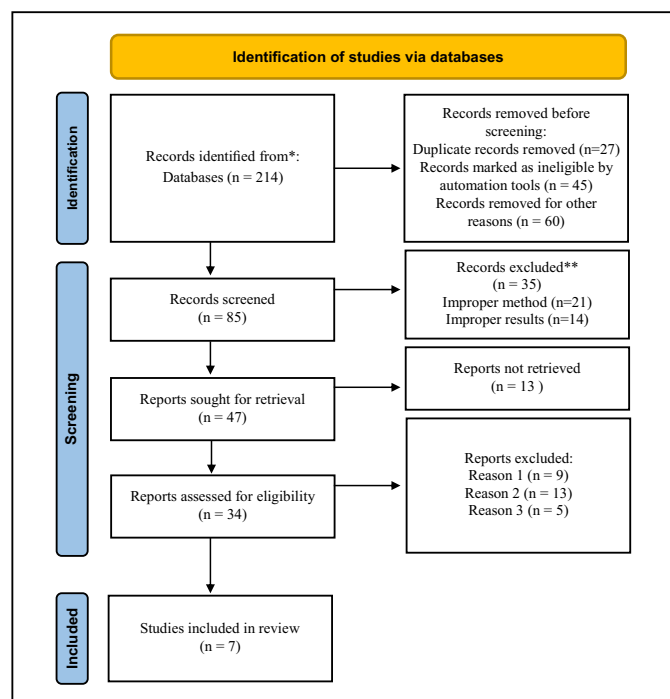 Identification of studies via databases
Identification
Records identified from*:
Databases (n = 214)
Records removed before
screening:
Duplicate records removed (n=27)
Records marked as ineligible by
automation tools (n = 45)
Records removed for other
reasons (n = 60)
Screening
Records screened
(n = 85)
Records excluded**
(n = 35)
Improper method (n=21)
Improper results (n=14)
Reports sought for retrieval
(n = 47)
Reports not retrieved
(n = 13 )
Reports assessed for eligibility
(n = 34)
Reports excluded:
Reason 1 (n = 9)
Reason 2 (n = 13)
Reason 3 (n = 5)
Included
Studies included in review
(n = 7)